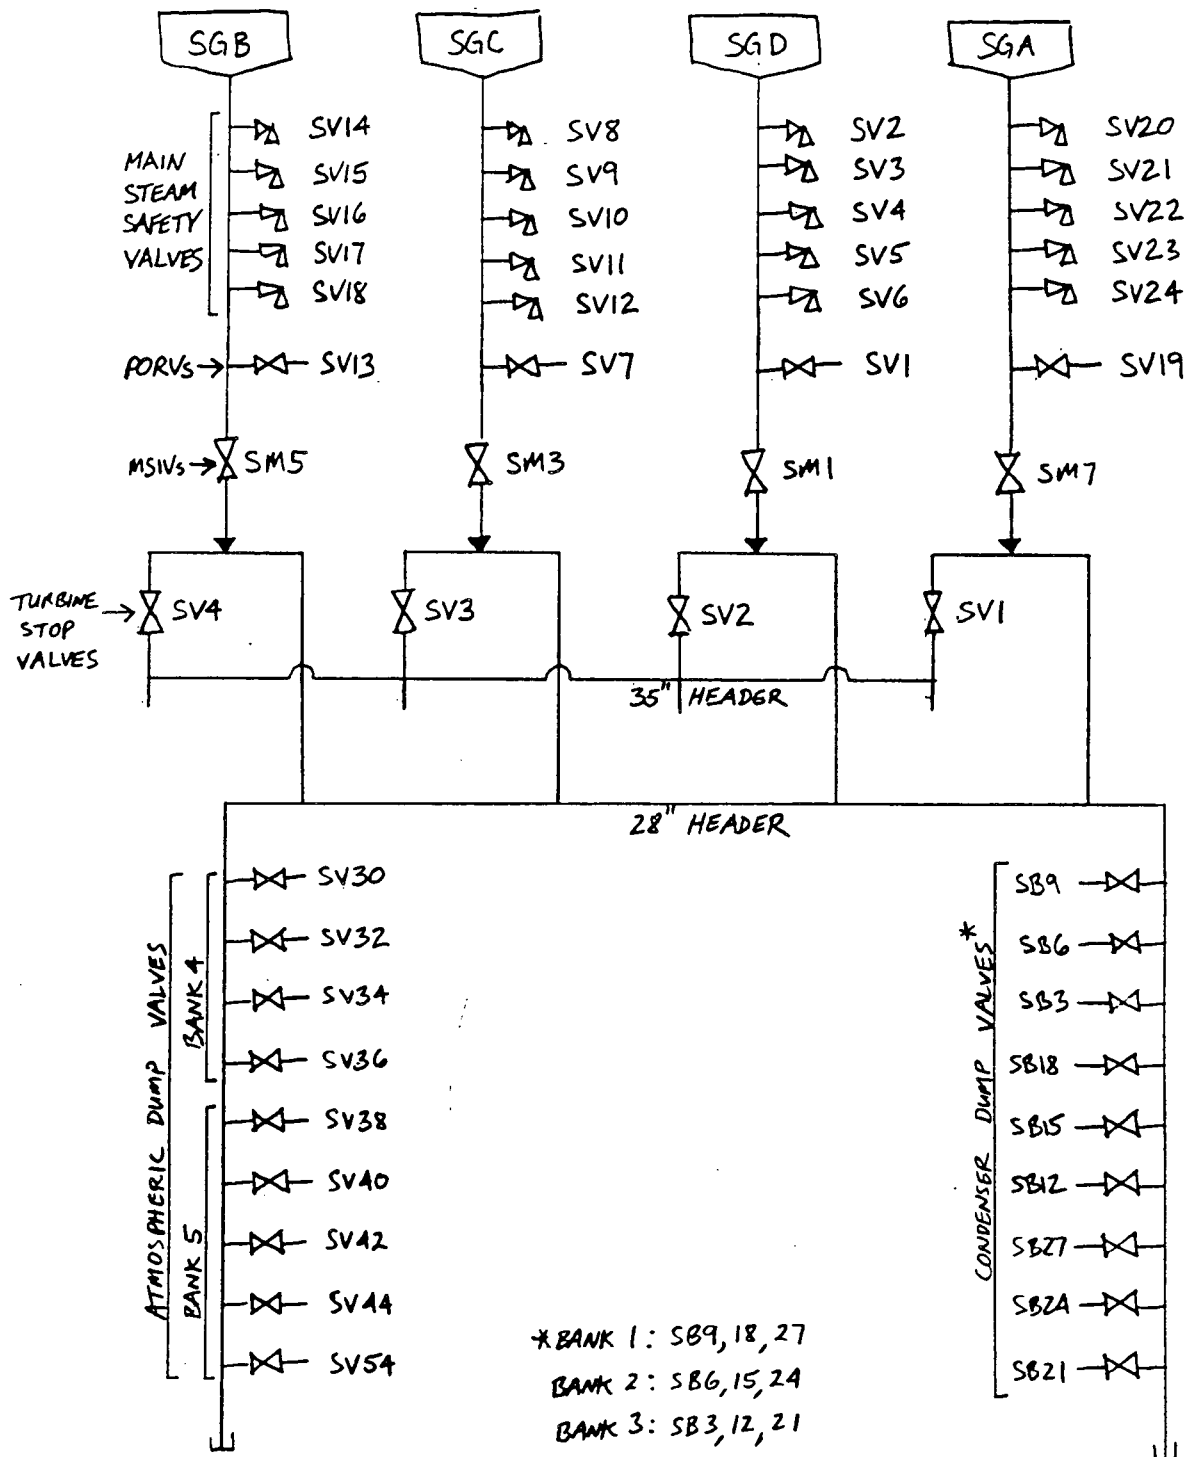 SGB SGC SGD SGA
SV14 SV8 SV2 SV20
MAIN SV15 SV9 SV3 SV21
STEAM SV16 SV10 SV4 SV22
SAFETY
VALVES SV17 SV11 SV5 SV23
SV18 SV12 SV6 SV24
PORVs SV13 SV7 SV1 SV19
MSIVs SM5 SM3 SM1 SM7
TURBINE
STOP
VALVES
SV4 SV3 SV2 SV1
35" HEADER
28" HEADER
ATMOSPHERIC DUMP VALVES
BANK 4
SV30
SV32
SV34
SV36
BANK 5
SV38
SV40
SV42
SV44
SV54
CONDENSER DUMP VALVES*
SB9
SB6
SB3
SB18
SB15
SB12
SB27
SB24
SB21
*BANK 1: SB9,18,27
BANK 2: SB6,15,24
BANK 3: SB3,12,21